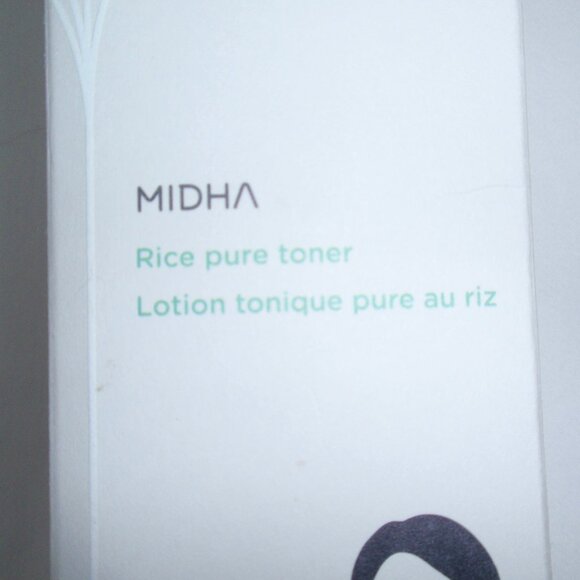 MIDHA
Rice pure toner
Lotion tonique pure au riz